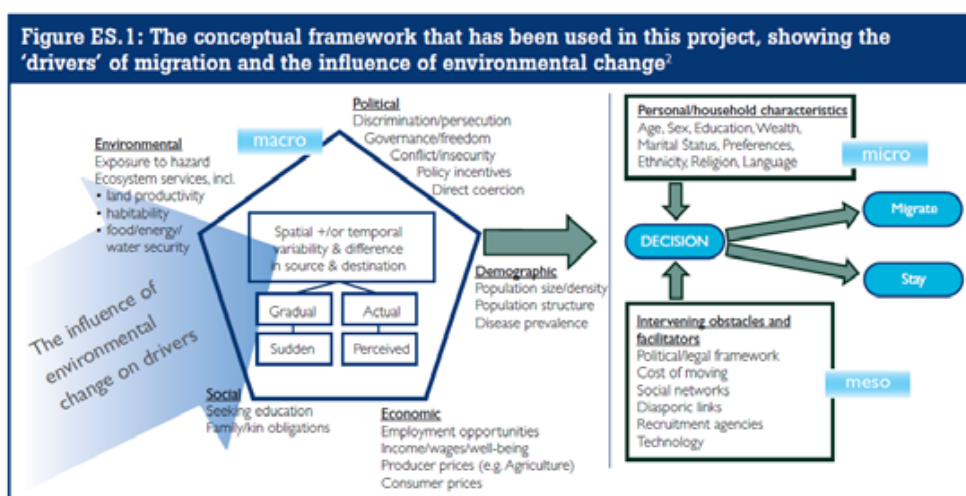 Figure ES.1: The conceptual framework that has been used in this project, showing the
‘drivers’ of migration and the influence of environmental change²
Political
Discrimination/persecution
Governance/freedom
Conflict/insecurity
Policy incentives
Direct coercion
macro
Environmental
Exposure to hazard
Ecosystem services, incl.
• land productivity
• habitability
• food/energy/
water security
Spatial +/or temporal
variability & difference
in source & destination
Gradual
Actual
Sudden
Perceived
The influence of
environmental
change on drivers
Demographic
Population size/density
Population structure
Disease prevalence
Social
Seeking education
Family/kin obligations
Economic
Employment opportunities
Income/wages/well-being
Producer prices (e.g. Agriculture)
Consumer prices
Personal/household characteristics
Age, Sex, Education, Wealth,
Marital Status, Preferences,
Ethnicity, Religion, Language
micro
DECISION
Migrate
Stay
Intervening obstacles and
facilitators
Political/legal framework
Cost of moving
Social networks
Diasporic links
Recruitment agencies
Technology
meso